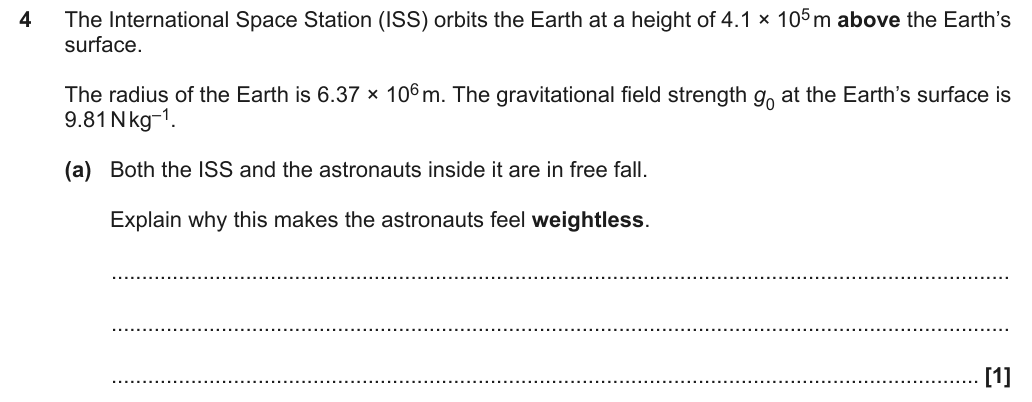 4 The International Space Station (ISS) orbits the Earth at a height of 4.1 × 10⁵ m above the Earth’s
surface.
The radius of the Earth is 6.37 × 10⁶ m. The gravitational field strength g₀ at the Earth’s surface is
9.81 N kg⁻¹.
(a) Both the ISS and the astronauts inside it are in free fall.
Explain why this makes the astronauts feel weightless.
[1]